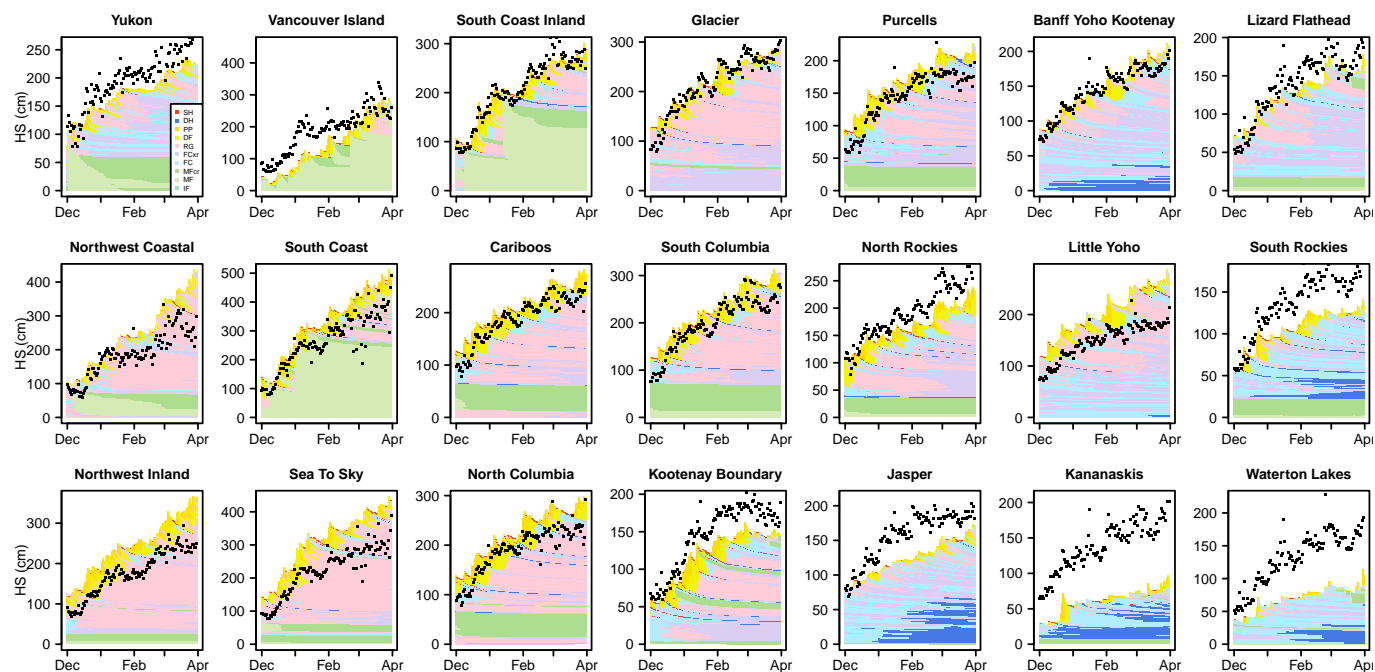 Yukon
Vancouver Island
South Coast Inland
Glacier
Purcells
Banff Yoho Kootenay
Lizard Flathead
HS (cm)
0 50 100 150 200 250
0 100 200 300 400
0 100 200 300
0 50 100 150 200 250 300
0 50 100 150 200
0 50 100 150 200
0 50 100 150 200
SH
DH
PP
DF
RG
FCxr
FC
MFcr
MF
IF
Dec Feb Apr
Dec Feb Apr
Dec Feb Apr
Dec Feb Apr
Dec Feb Apr
Dec Feb Apr
Dec Feb Apr
Northwest Coastal
South Coast
Cariboos
South Columbia
North Rockies
Little Yoho
South Rockies
HS (cm)
0 100 200 300 400
0 100 200 300 400 500
0 100 200
0 100 200 300
0 50 100 150 200 250
0 100 200
0 50 100 150
Dec Feb Apr
Dec Feb Apr
Dec Feb Apr
Dec Feb Apr
Dec Feb Apr
Dec Feb Apr
Dec Feb Apr
Northwest Inland
Sea To Sky
North Columbia
Kootenay Boundary
Jasper
Kananaskis
Waterton Lakes
HS (cm)
0 100 200 300
0 100 200 300 400
0 100 200 300
0 50 100 150 200
0 50 100 150 200
0 50 100 150 200
0 50 100 150 200
Dec Feb Apr
Dec Feb Apr
Dec Feb Apr
Dec Feb Apr
Dec Feb Apr
Dec Feb Apr
Dec Feb Apr